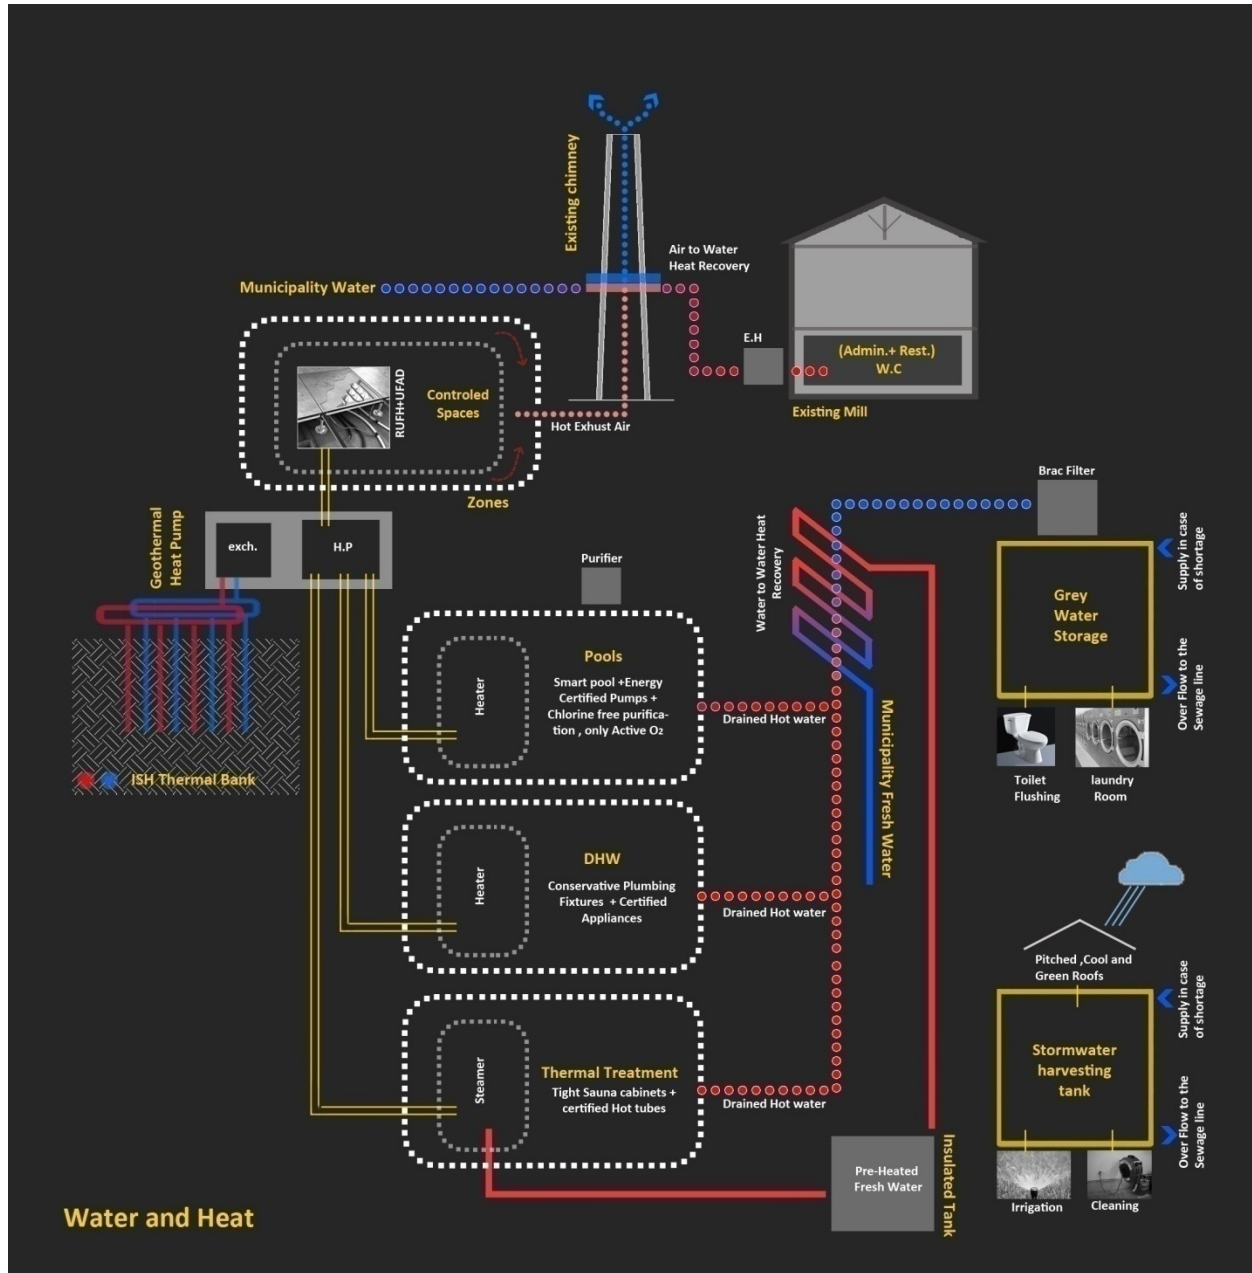 Existing chimney
Air to Water
Heat Recovery
Municipality Water
E.H
(Admin.+ Rest.)
W.C
Existing Mill
RUFH+UFAD
Controled
Spaces
Hot Exhust Air
Zones
Brac Filter
Geothermal
Heat Pump
exch.
H.P
Water to Water Heat
Recovery
Supply in case
of shortage
Grey
Water
Storage
Over Flow to the
Sewage line
Purifier
Heater
Pools
Smart pool +Energy
Certified Pumps +
Chlorine free purifica-
tion , only Active O₂
Drained Hot water
Municipality Fresh Water
Toilet
Flushing
laundry
Room
ISH Thermal Bank
Heater
DHW
Conservative Plumbing
Fixtures + Certified
Appliances
Drained Hot water
Pitched ,Cool and
Green Roofs
Supply in case
of shortage
Stormwater
harvesting
tank
Over Flow to the
Sewage line
Steamer
Thermal Treatment
Tight Sauna cabinets +
certified Hot tubes
Drained Hot water
Pre-Heated
Fresh Water
Insulated Tank
Irrigation
Cleaning
Water and Heat